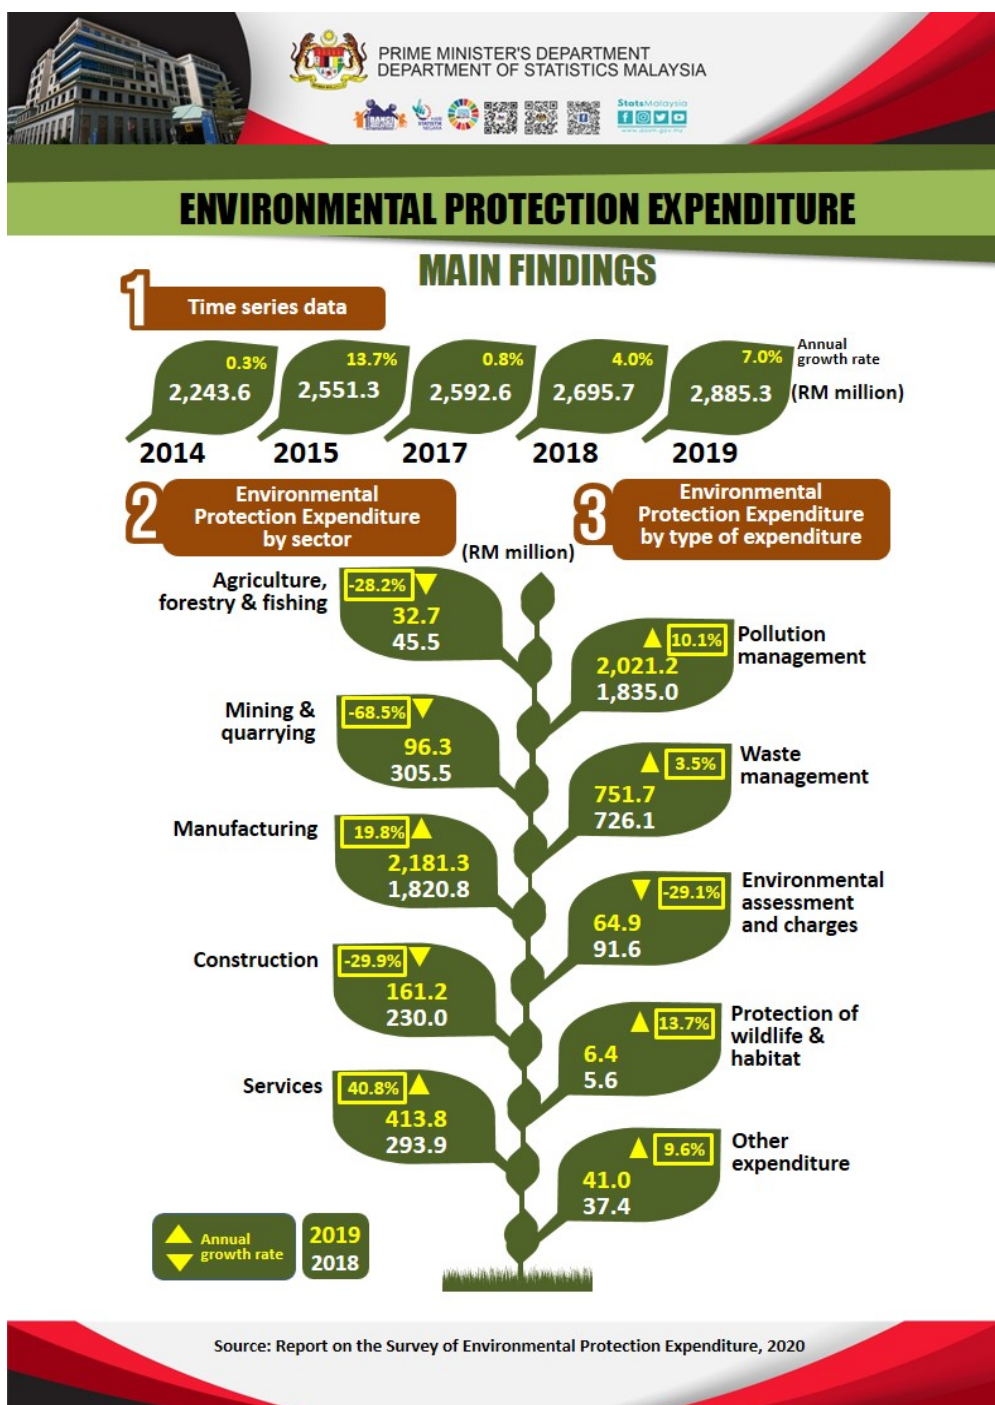 PRIME MINISTER'S DEPARTMENT
DEPARTMENT OF STATISTICS MALAYSIA
StatsMalaysia
www.dosm.gov.my
ENVIRONMENTAL PROTECTION EXPENDITURE
MAIN FINDINGS
1
Time series data
0.3%
2,243.6
2014
13.7%
2,551.3
2015
0.8%
2,592.6
2017
4.0%
2,695.7
2018
7.0%
2,885.3
2019
Annual
growth rate
(RM million)
2
Environmental
Protection Expenditure
by sector
(RM million)
Agriculture,
forestry & fishing
-28.2%
32.7
45.5
Mining &
quarrying
-68.5%
96.3
305.5
Manufacturing
19.8%
2,181.3
1,820.8
Construction
-29.9%
161.2
230.0
Services
40.8%
413.8
293.9
3
Environmental
Protection Expenditure
by type of expenditure
10.1%
2,021.2
1,835.0
Pollution
management
3.5%
751.7
726.1
Waste
management
-29.1%
64.9
91.6
Environmental
assessment
and charges
13.7%
6.4
5.6
Protection of
wildlife &
habitat
9.6%
41.0
37.4
Other
expenditure
Annual
growth rate
2019
2018
Source: Report on the Survey of Environmental Protection Expenditure, 2020